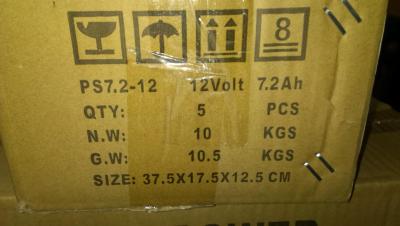 8
PS7.2-12 12Volt 7.2Ah
QTY: 5 PCS
N.W: 10 KGS
G.W: 10.5 KGS
SIZE: 37.5X17.5X12.5 CM